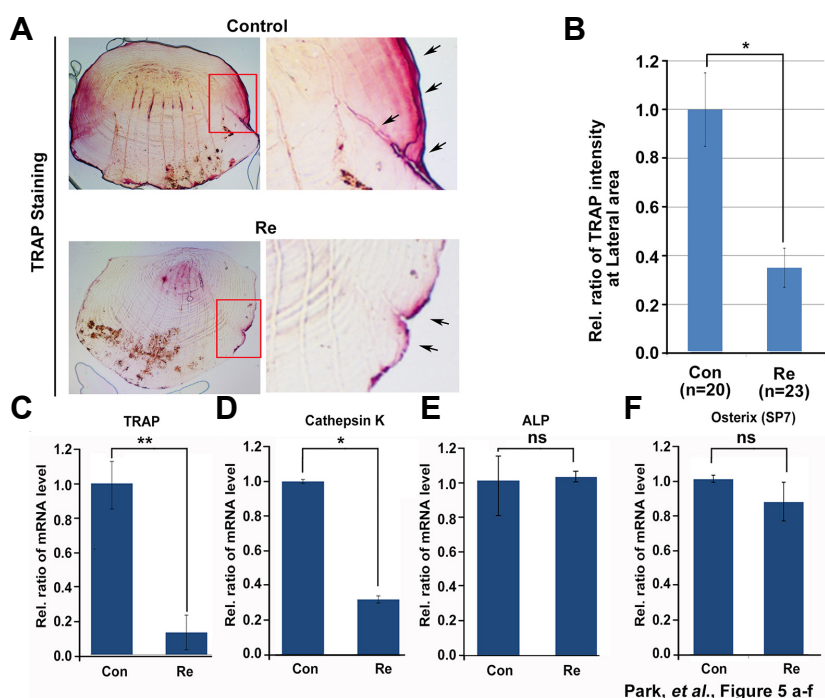 A
Control
TRAP Staining
Re
B
Rel. ratio of TRAP intensity
at Lateral area
1.2
1.0
0.8
0.6
0.4
0.2
0.0
*
Con
(n=20)
Re
(n=23)
C
TRAP
Rel. ratio of mRNA level
1.2
1.0
0.8
0.6
0.4
0.2
0.0
**
Con
Re
D
Cathepsin K
Rel. ratio of mRNA level
1.2
1.0
0.8
0.6
0.4
0.2
0.0
*
Con
Re
E
ALP
Rel. ratio of mRNA level
1.2
1.0
0.8
0.6
0.4
0.2
0.0
ns
Con
Re
F
Osterix (SP7)
Rel. ratio of mRNA level
1.2
1.0
0.8
0.6
0.4
0.2
0.0
ns
Con
Re
Park, et al., Figure 5 a-f